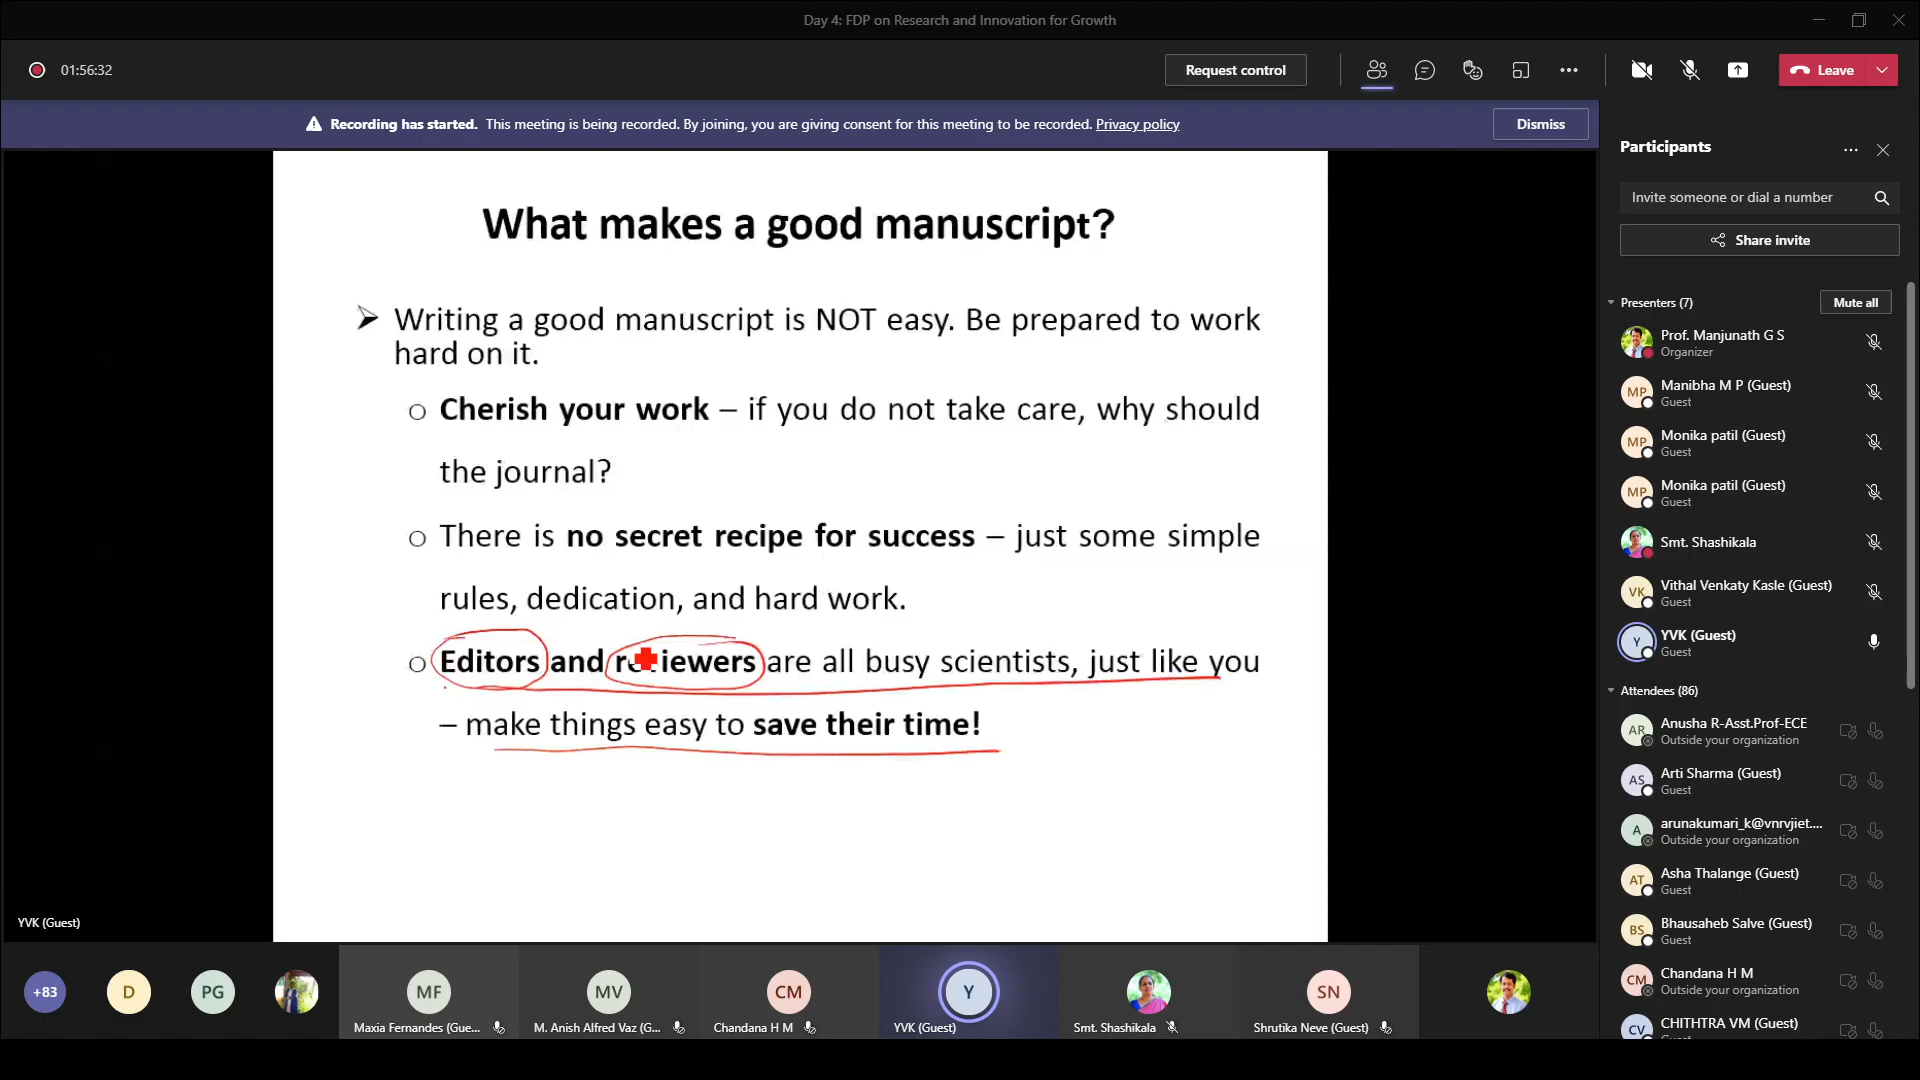 Day 4: FDP on Research and Innovation for Growth
01:56:32
Request control
Leave
Recording has started. This meeting is being recorded. By joining, you are giving consent for this meeting to be recorded. Privacy policy
Dismiss
What makes a good manuscript?
Writing a good manuscript is NOT easy. Be prepared to work
hard on it.
Cherish your work – if you do not take care, why should
the journal?
There is no secret recipe for success – just some simple
rules, dedication, and hard work.
Editors and reviewers are all busy scientists, just like you
– make things easy to save their time!
YVK (Guest)
Participants
Invite someone or dial a number
Share invite
Presenters (7)
Mute all
Prof. Manjunath G S
Organizer
MP
Manibha M P (Guest)
Guest
MP
Monika patil (Guest)
Guest
MP
Monika patil (Guest)
Guest
Smt. Shashikala
VK
Vithal Venkaty Kasle (Guest)
Guest
Y
YVK (Guest)
Guest
Attendees (86)
AR
Anusha R-Asst.Prof-ECE
Outside your organization
AS
Arti Sharma (Guest)
Guest
A
arunakumari_k@vnrvjiet....
Outside your organization
AT
Asha Thalange (Guest)
Guest
BS
Bhausaheb Salve (Guest)
Guest
CM
Chandana H M
Outside your organization
CV
CHITHTRA VM (Guest)
+83
D
PG
MF
Maxia Fernandes (Gue...
MV
M. Anish Alfred Vaz (G...
CM
Chandana H M
Y
YVK (Guest)
Smt. Shashikala
SN
Shrutika Neve (Guest)